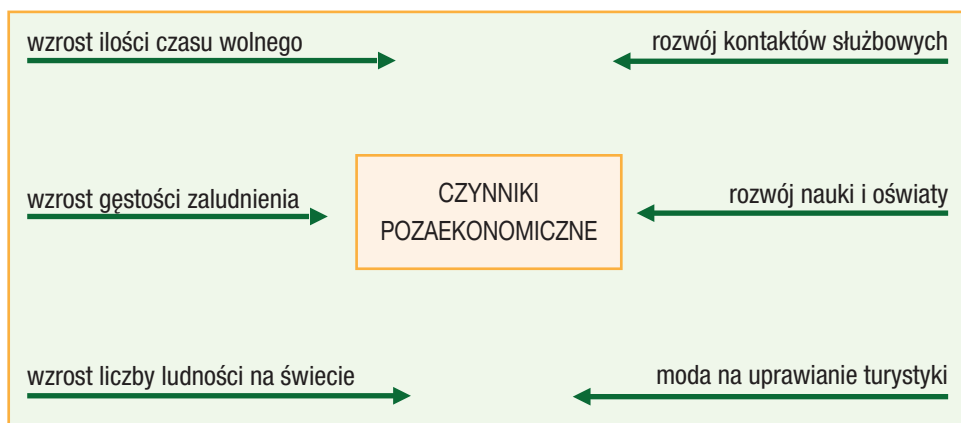 wzrost ilości czasu wolnego
rozwój kontaktów służbowych
wzrost gęstości zaludnienia
CZYNNIKI
POZAEKONOMICZNE
rozwój nauki i oświaty
wzrost liczby ludności na świecie
moda na uprawianie turystyki